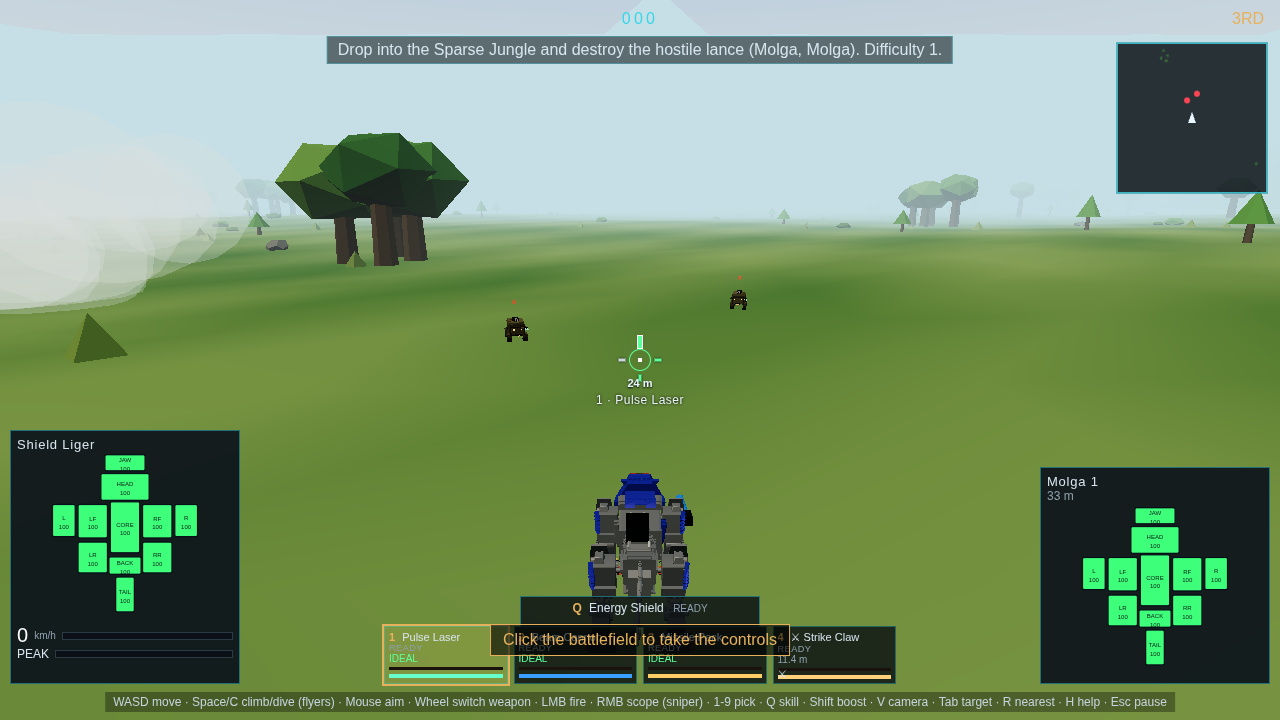 000
3RD
Drop into the Sparse Jungle and destroy the hostile lance (Molga, Molga). Difficulty 1.
24 m
1 · Pulse Laser
Shield Liger
JAW
100
HEAD
100
L
100
LF
100
CORE
100
RF
100
R
100
LR
100
BACK
100
RR
100
TAIL
100
0 km/h
PEAK
Molga 1
33 m
JAW
100
HEAD
100
L
100
LF
100
CORE
100
RF
100
R
100
LR
100
BACK
100
RR
100
TAIL
100
Q Energy Shield READY
1 Pulse Laser
READY
IDEAL
READY
IDEAL
READY
IDEAL
4 ⚔ Strike Claw
READY
11.4 m
⚔
Click the battlefield to take the controls
WASD move · Space/C climb/dive (flyers) · Mouse aim · Wheel switch weapon · LMB fire · RMB scope (sniper) · 1-9 pick · Q skill · Shift boost · V camera · Tab target · R nearest · H help · Esc pause